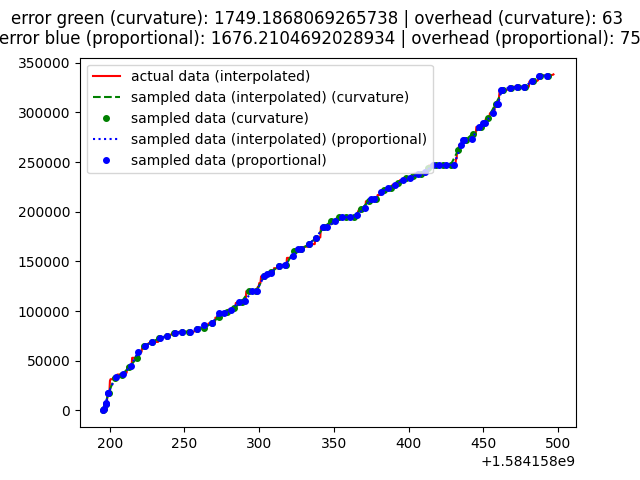 error green (curvature): 1749.1868069265738 | overhead (curvature): 63
error blue (proportional): 1676.2104692028934 | overhead (proportional): 75
actual data (interpolated)
sampled data (interpolated) (curvature)
sampled data (curvature)
sampled data (interpolated) (proportional)
sampled data (proportional)
350000
300000
250000
200000
150000
100000
50000
0
200 250 300 350 400 450 500
+1.584158e9